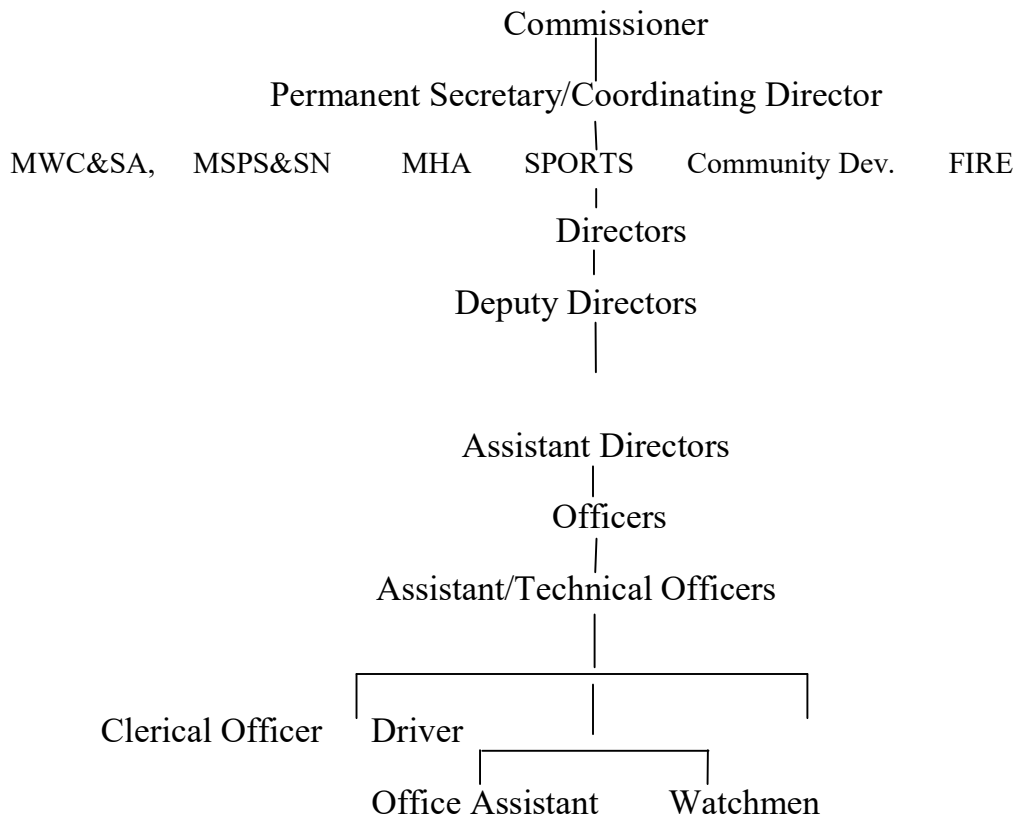 Commissioner
Permanent Secretary/Coordinating Director
MWC&SA, MSPS&SN MHA SPORTS Community Dev. FIRE
Directors
Deputy Directors
Assistant Directors
Officers
Assistant/Technical Officers
Clerical Officer Driver
Office Assistant Watchmen